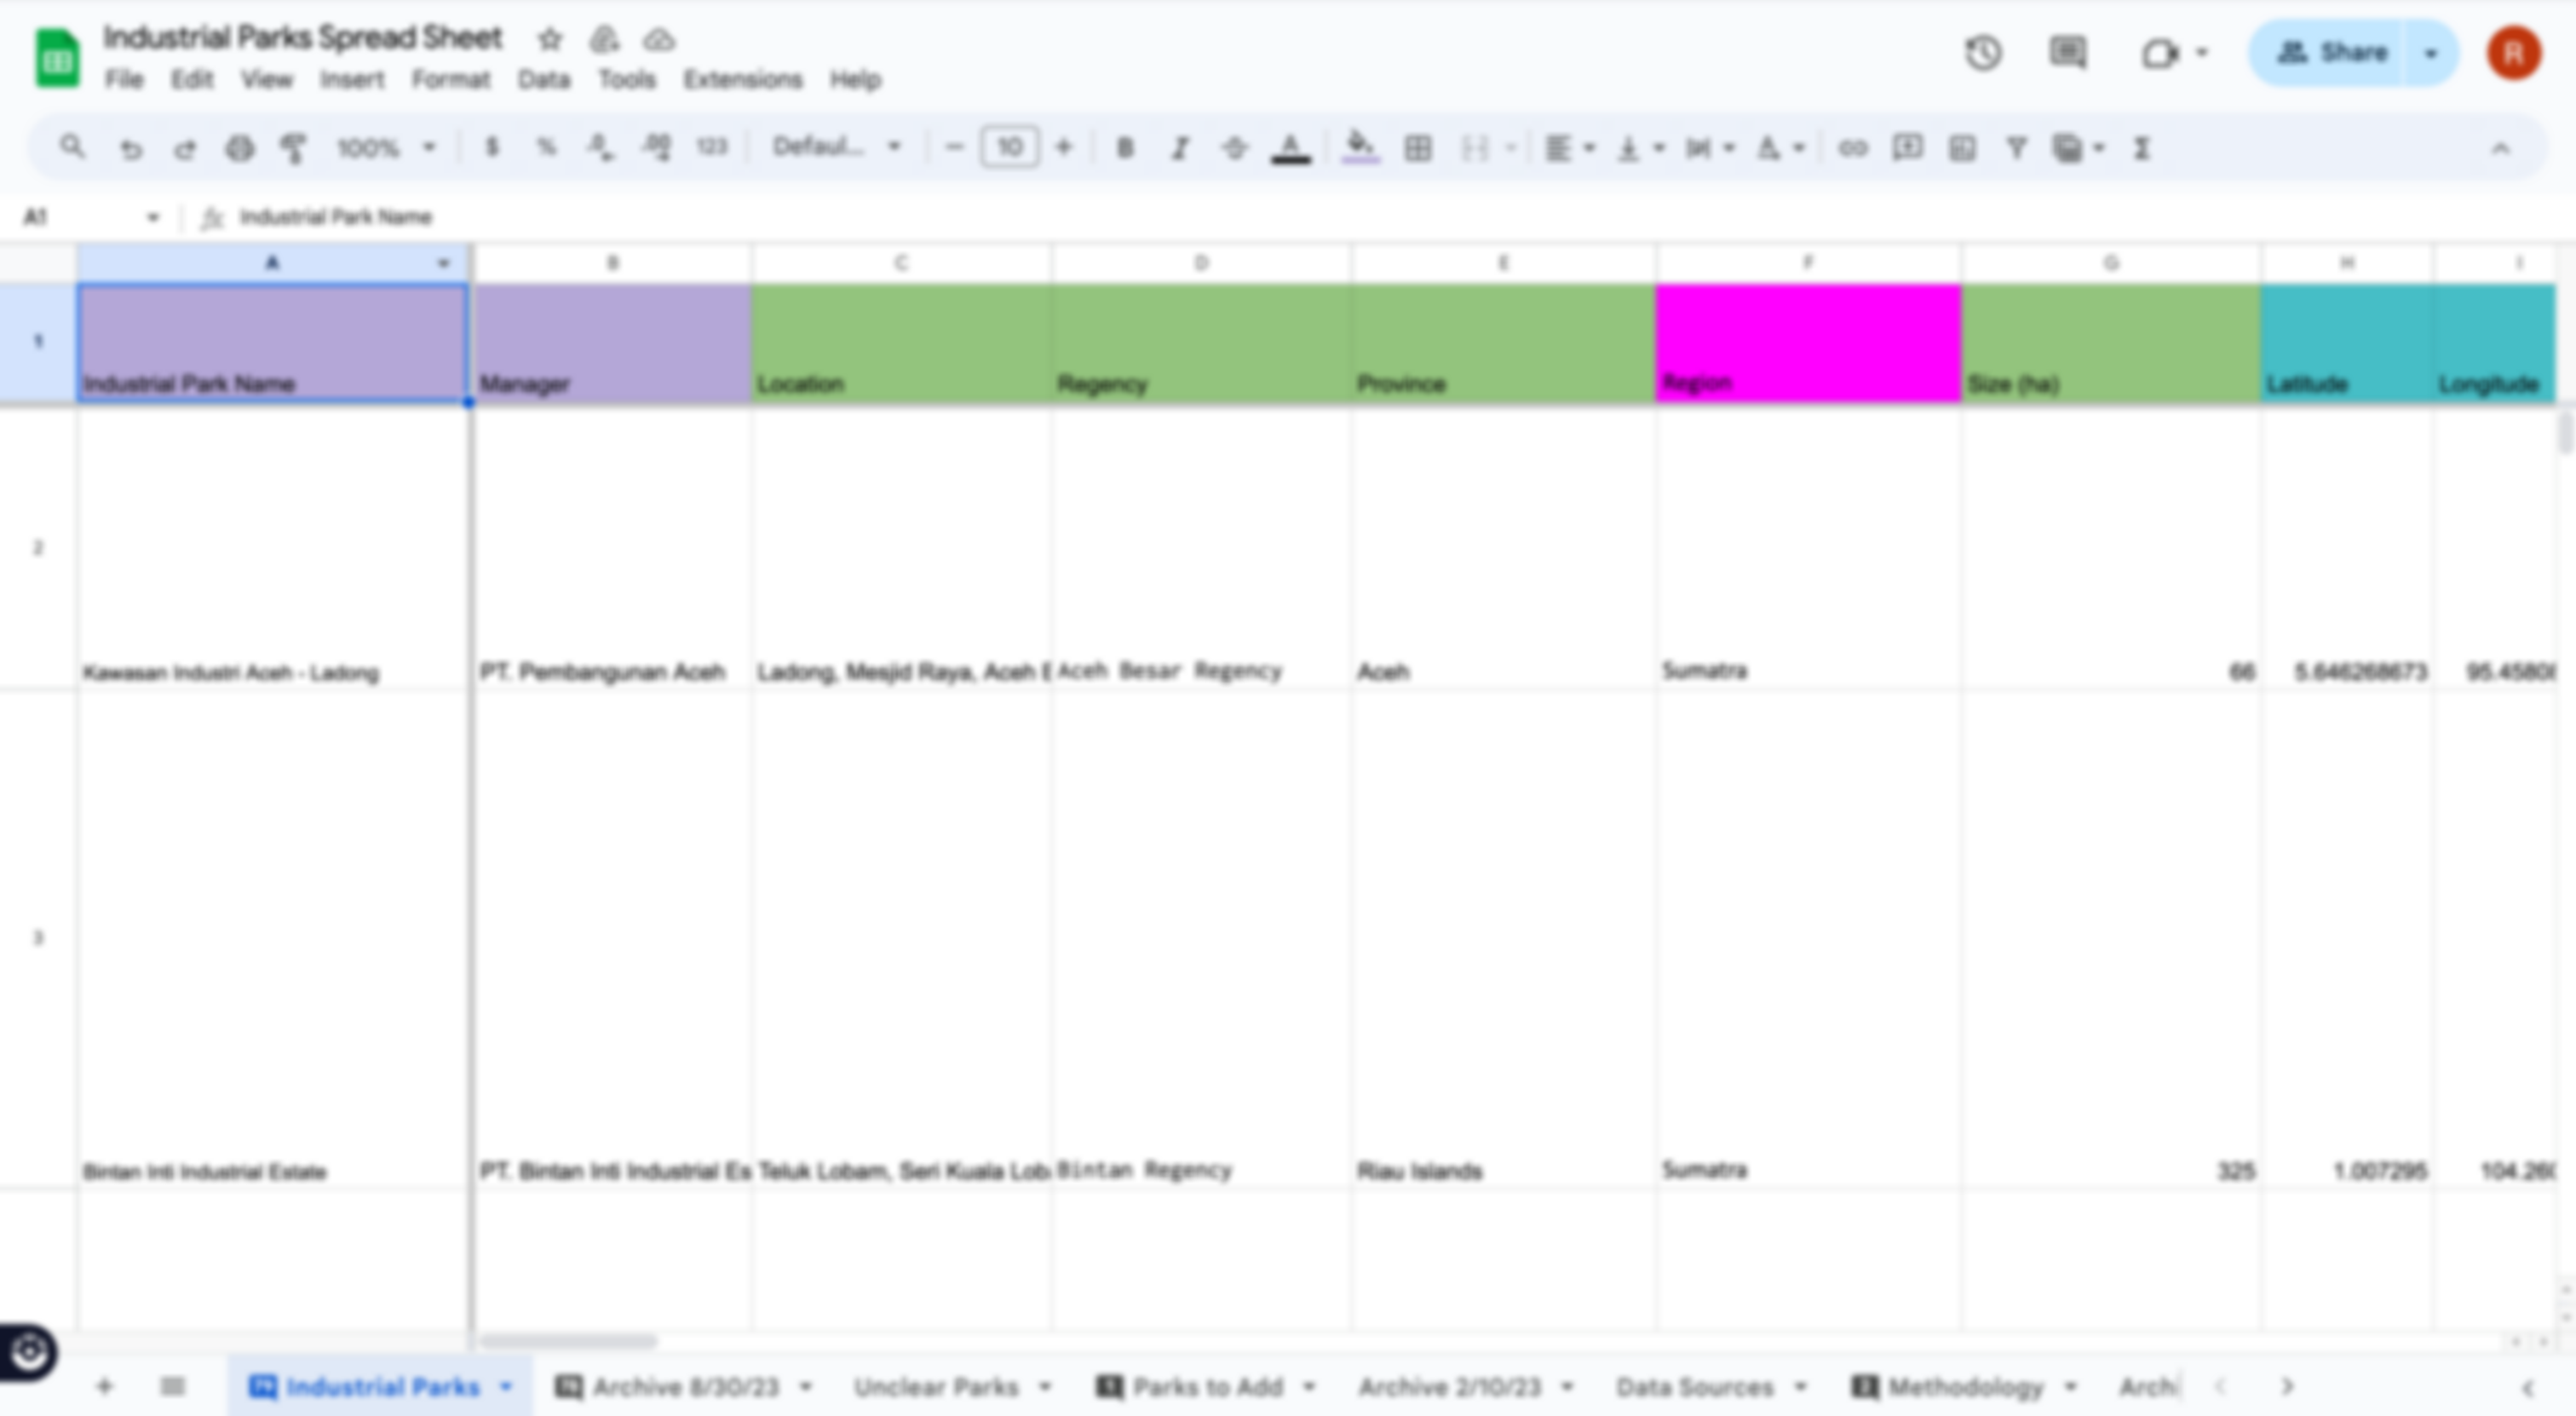 Industrial Parks Spread Sheet
File Edit View Insert Format Data Tools Extensions Help
Share
R
100% $ % .0 .00 123 Defaul... 10 B I A
A1 fx Industrial Park Name
A B C D E F G H I
1 Industrial Park Name Manager Location Regency Province Region Size (ha) Latitude Longitude
2 Kawasan Industri Aceh - Ladong PT. Pembangunan Aceh Ladong, Mesjid Raya, Aceh B Aceh Besar Regency Aceh Sumatra 66 5.646268673 95.45808
3 Bintan Inti Industrial Estate PT. Bintan Inti Industrial Es Teluk Lobam, Seri Kuala Lob Bintan Regency Riau Islands Sumatra 325 1.007295 104.260
Industrial Parks Archive 8/30/23 Unclear Parks Parks to Add Archive 2/10/23 Data Sources Methodology Archi